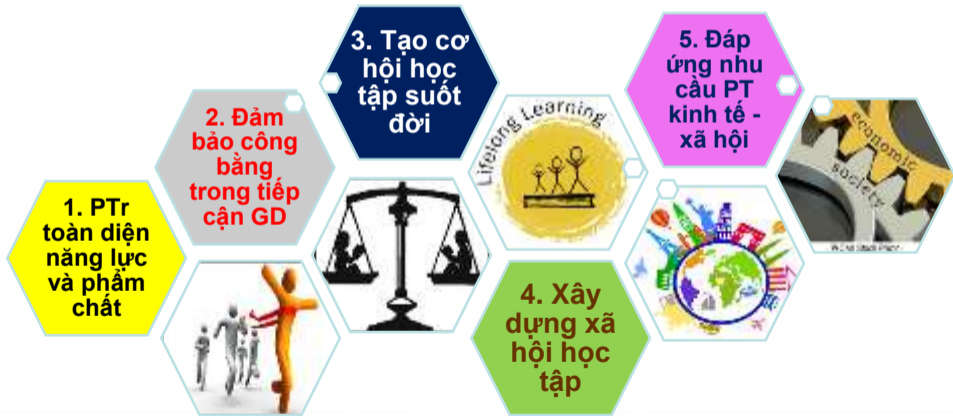 1. PTr
toàn diện
năng lực
và phẩm
chất
2. Đảm
bảo công
bằng
trong tiếp
cận GD
3. Tạo cơ
hội học
tập suốt
đời
Lifelong Learning
4. Xây
dựng xã
hội học
tập
5. Đáp
ứng nhu
cầu PT
kinh tế -
xã hội
economic
society